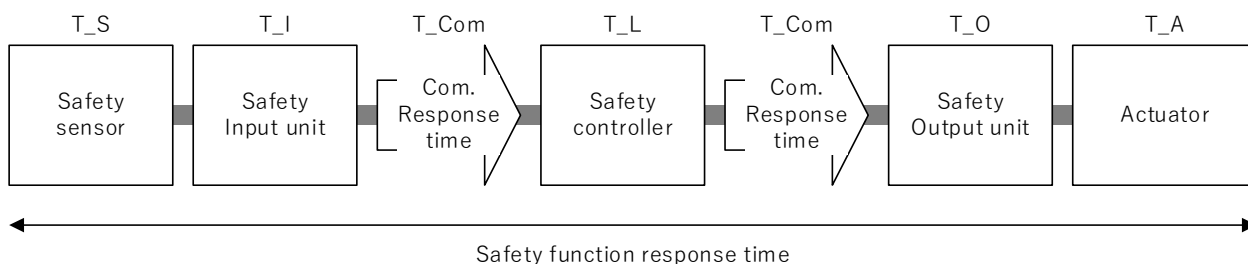 T_S
T_I
T_Com
T_L
T_Com
T_O
T_A
Safety
sensor
Safety
Input unit
Com.
Response
time
Safety
controller
Com.
Response
time
Safety
Output unit
Actuator
Safety function response time